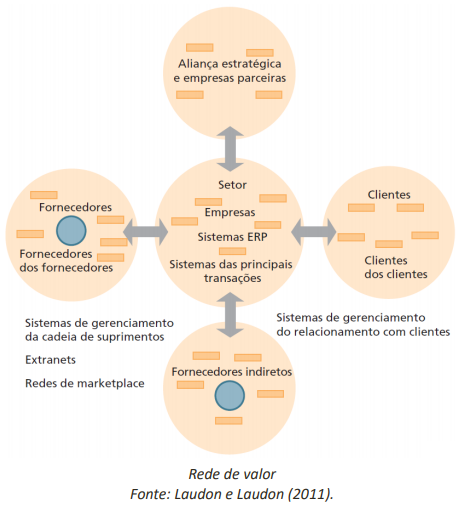 Aliança estratégica
e empresas parceiras
Setor
Empresas
Sistemas ERP
Sistemas das principais
transações
Fornecedores
Fornecedores
dos fornecedores
Clientes
Clientes
dos clientes
Sistemas de gerenciamento
da cadeia de suprimentos
Extranets
Redes de marketplace
Sistemas de gerenciamento
do relacionamento com clientes
Fornecedores indiretos
Rede de valor
Fonte: Laudon e Laudon (2011).